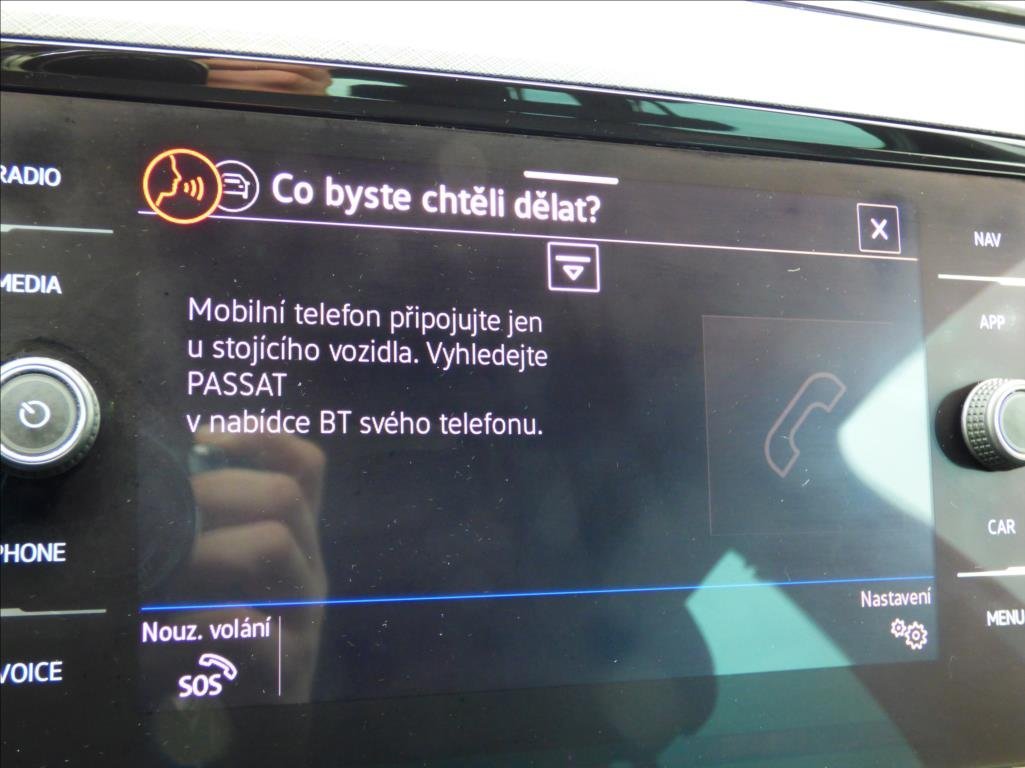 RADIO
MEDIA
PHONE
VOICE
Co byste chtěli dělat?
X
Mobilní telefon připojujte jen
u stojícího vozidla. Vyhledejte
PASSAT
v nabídce BT svého telefonu.
Nouz. volání
SOS
Nastavení
NAV
APP
CAR
MENU